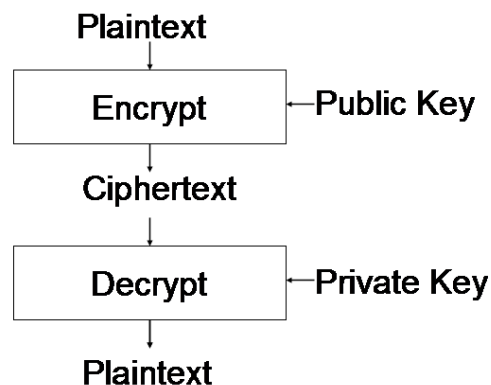 Plaintext
Encrypt
Public Key
Ciphertext
Decrypt
Private Key
Plaintext